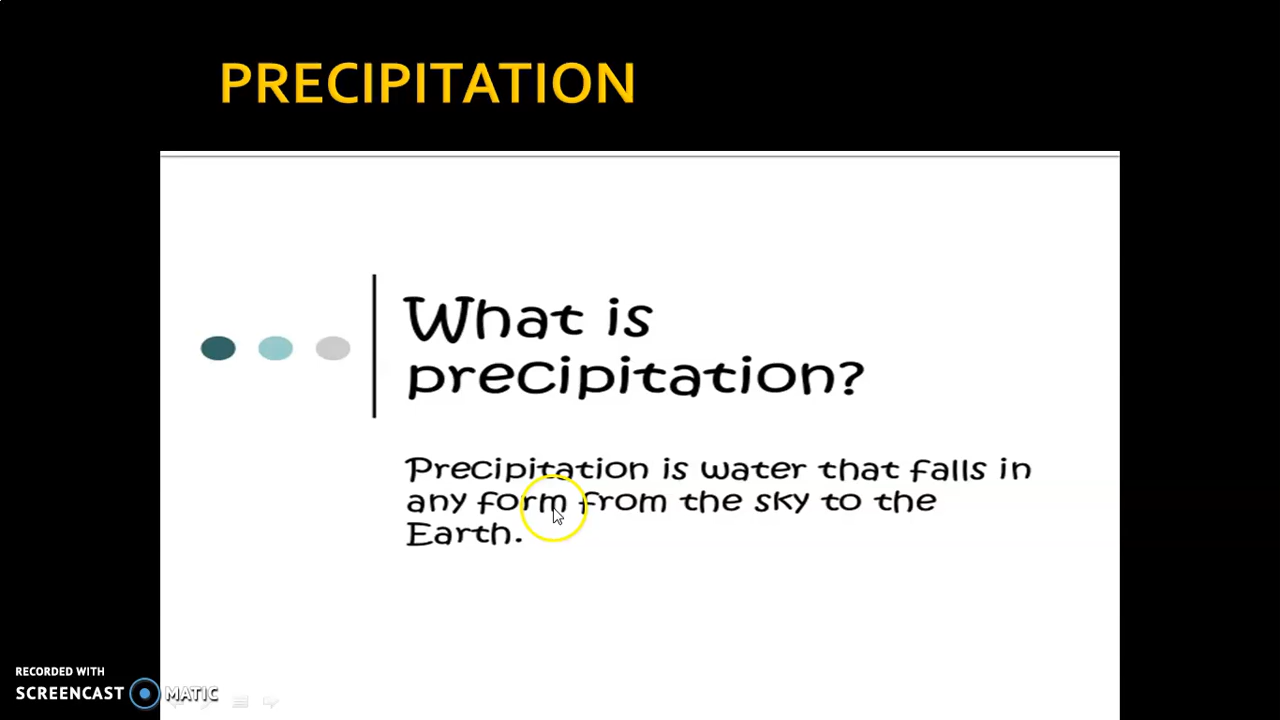 PRECIPITATION
What is
precipitation?
Precipitation is water that falls in
any form from the sky to the
Earth.
RECORDED WITH
SCREENCAST MATIC